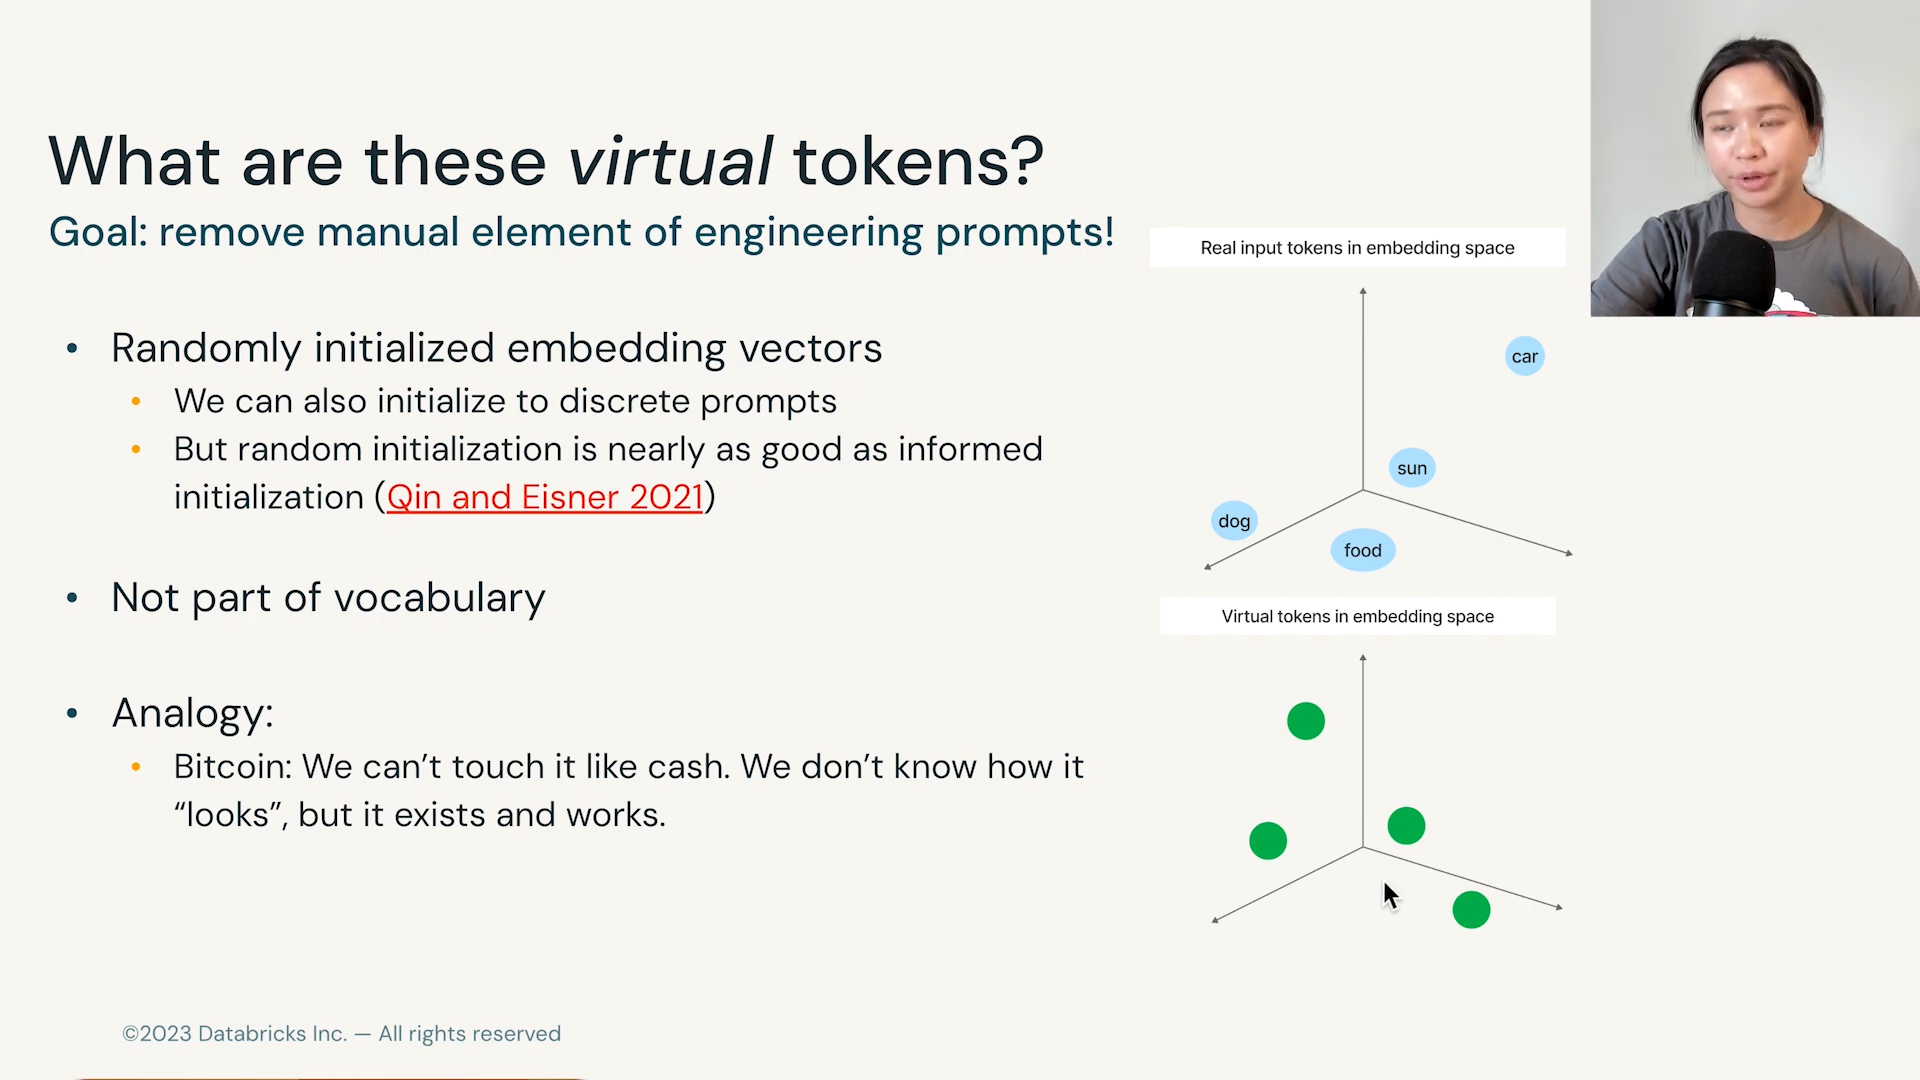 What are these virtual tokens?
Goal: remove manual element of engineering prompts!
• Randomly initialized embedding vectors
• We can also initialize to discrete prompts
• But random initialization is nearly as good as informed
initialization (Qin and Eisner 2021)
• Not part of vocabulary
• Analogy:
• Bitcoin: We can’t touch it like cash. We don’t know how it
“looks”, but it exists and works.
Real input tokens in embedding space
car
sun
dog
food
Virtual tokens in embedding space
©2023 Databricks Inc. — All rights reserved